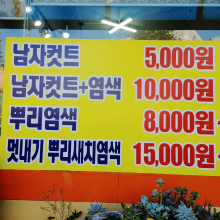 남자컷트 5,000원
남자컷트+염색 10,000원
뿌리염색 8,000원
멋내기 뿌리새치염색 15,000원